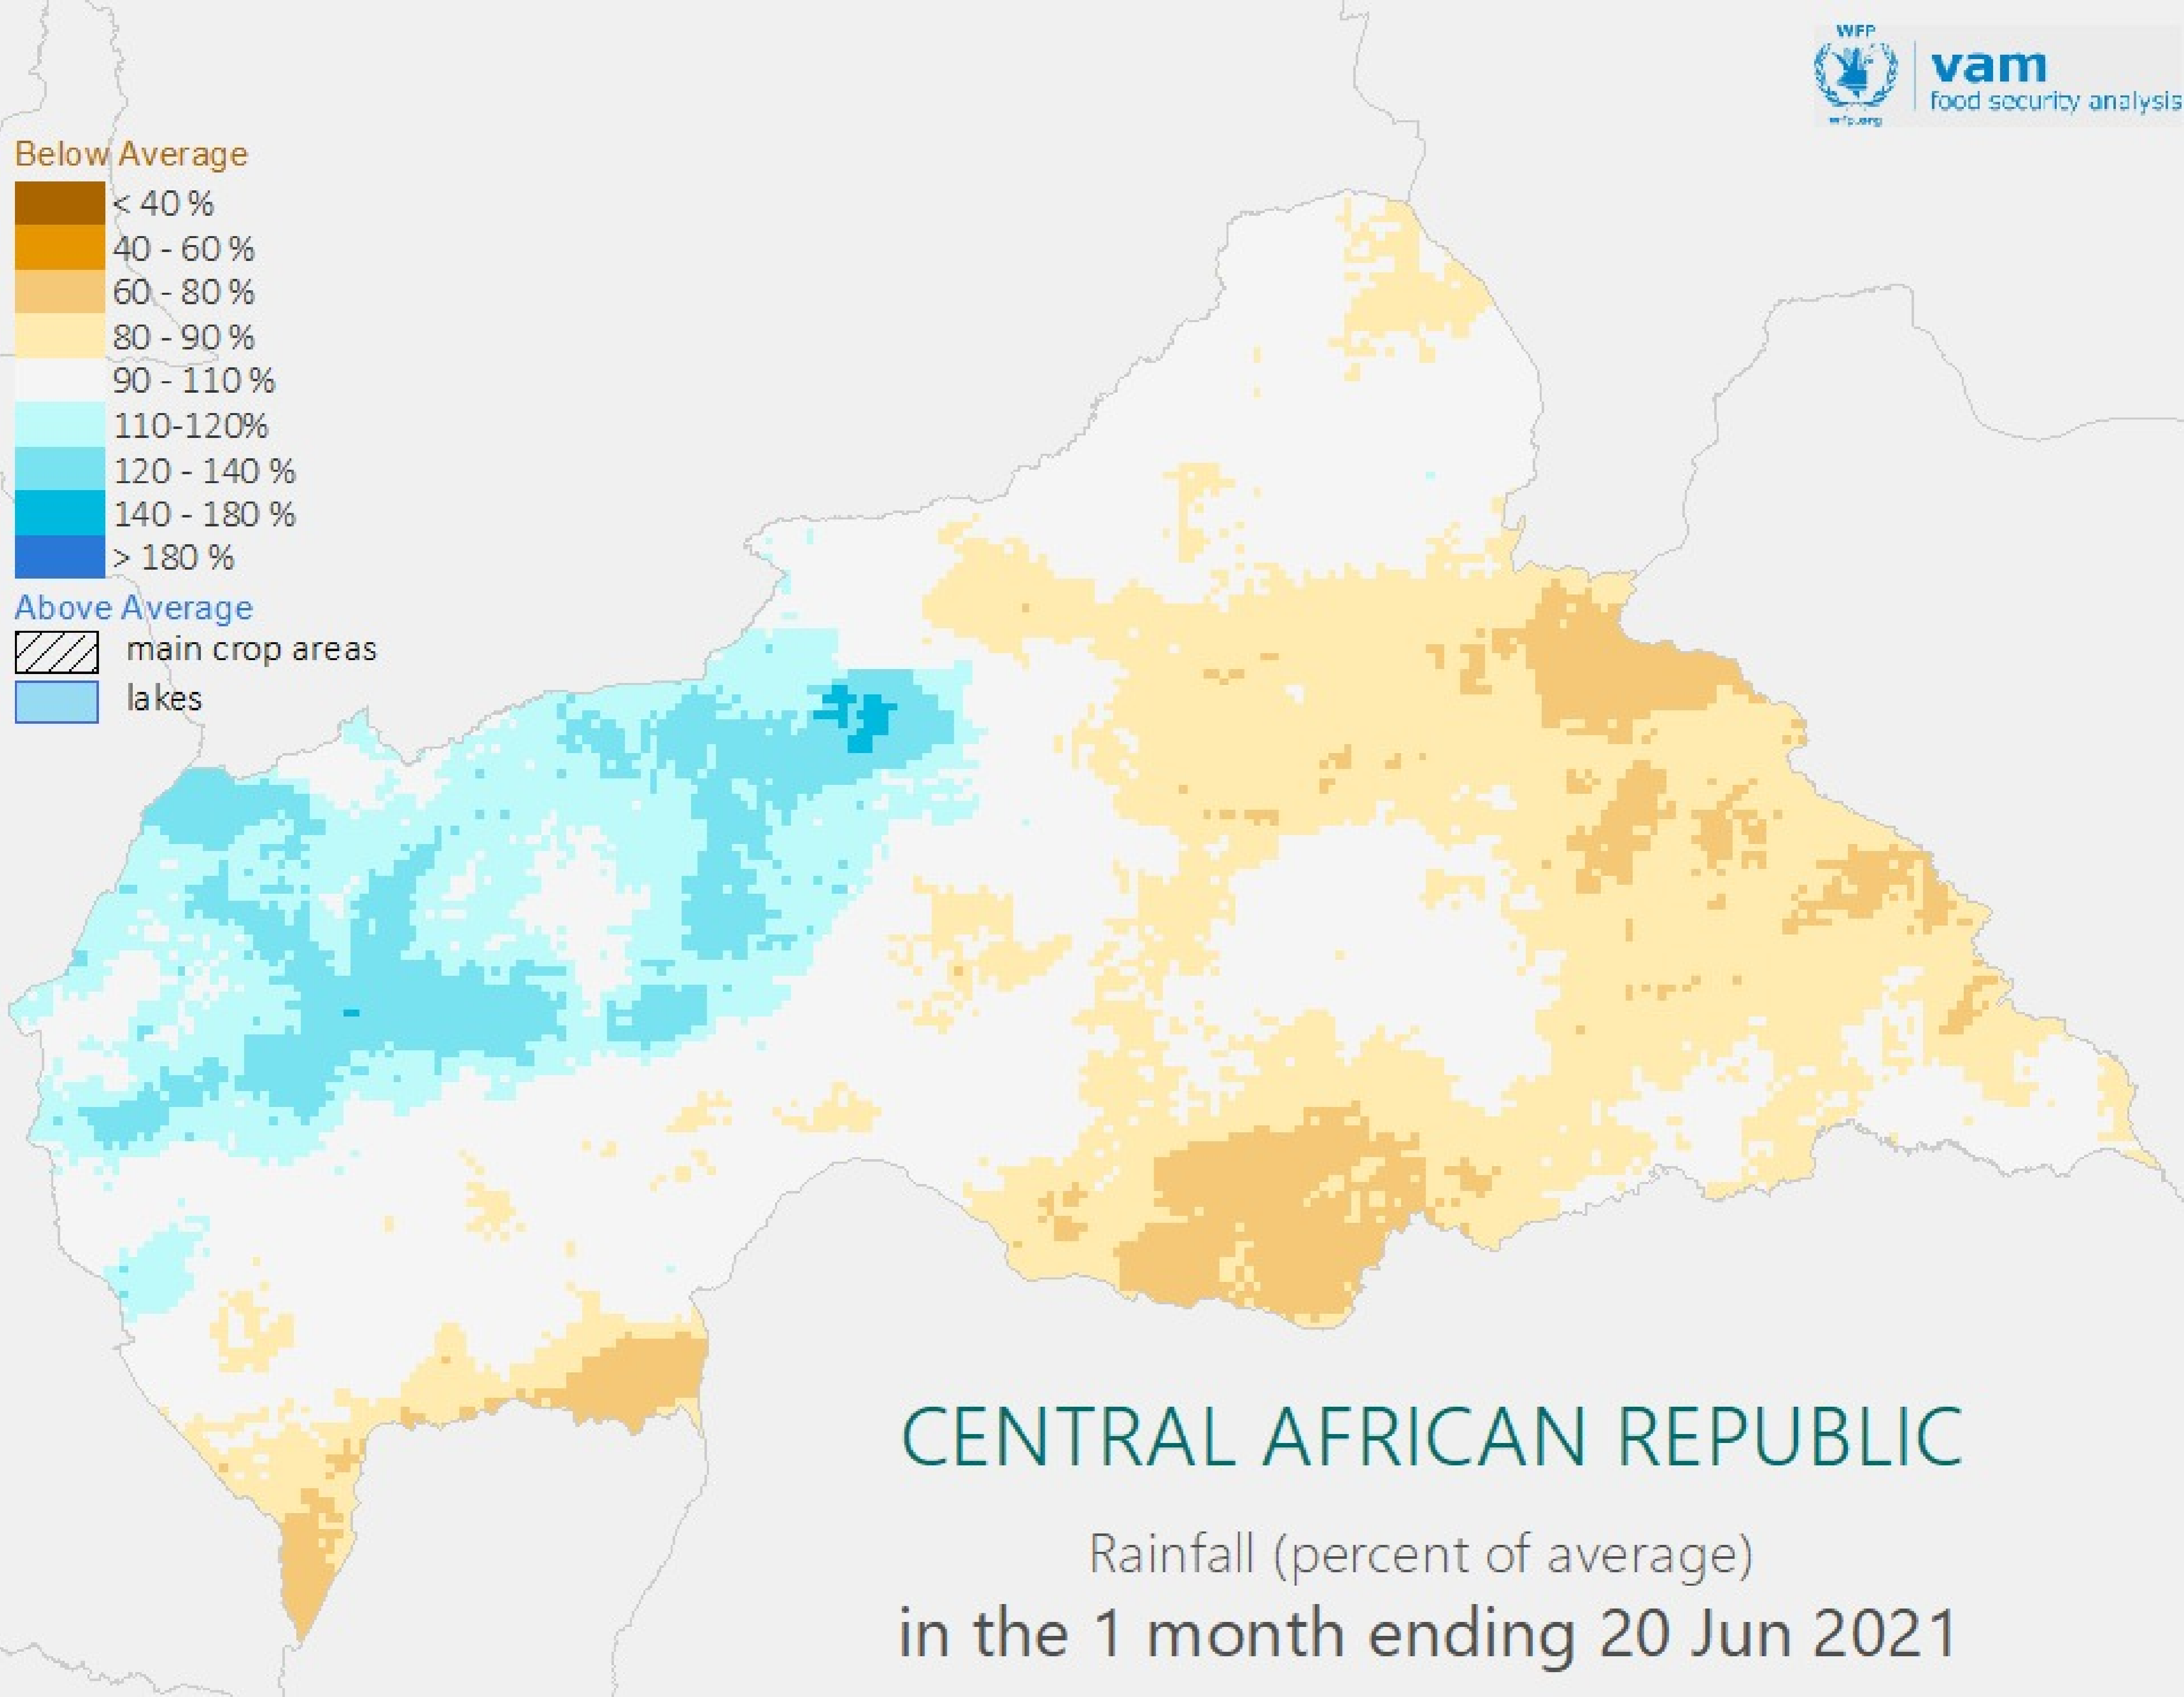 WFP
wfp.org
vam
food security analysis
Below Average
< 40 %
40 - 60 %
60 - 80 %
80 - 90 %
90 - 110 %
110-120%
120 - 140 %
140 - 180 %
> 180 %
Above Average
main crop areas
lakes
CENTRAL AFRICAN REPUBLIC
Rainfall (percent of average)
in the 1 month ending 20 Jun 2021